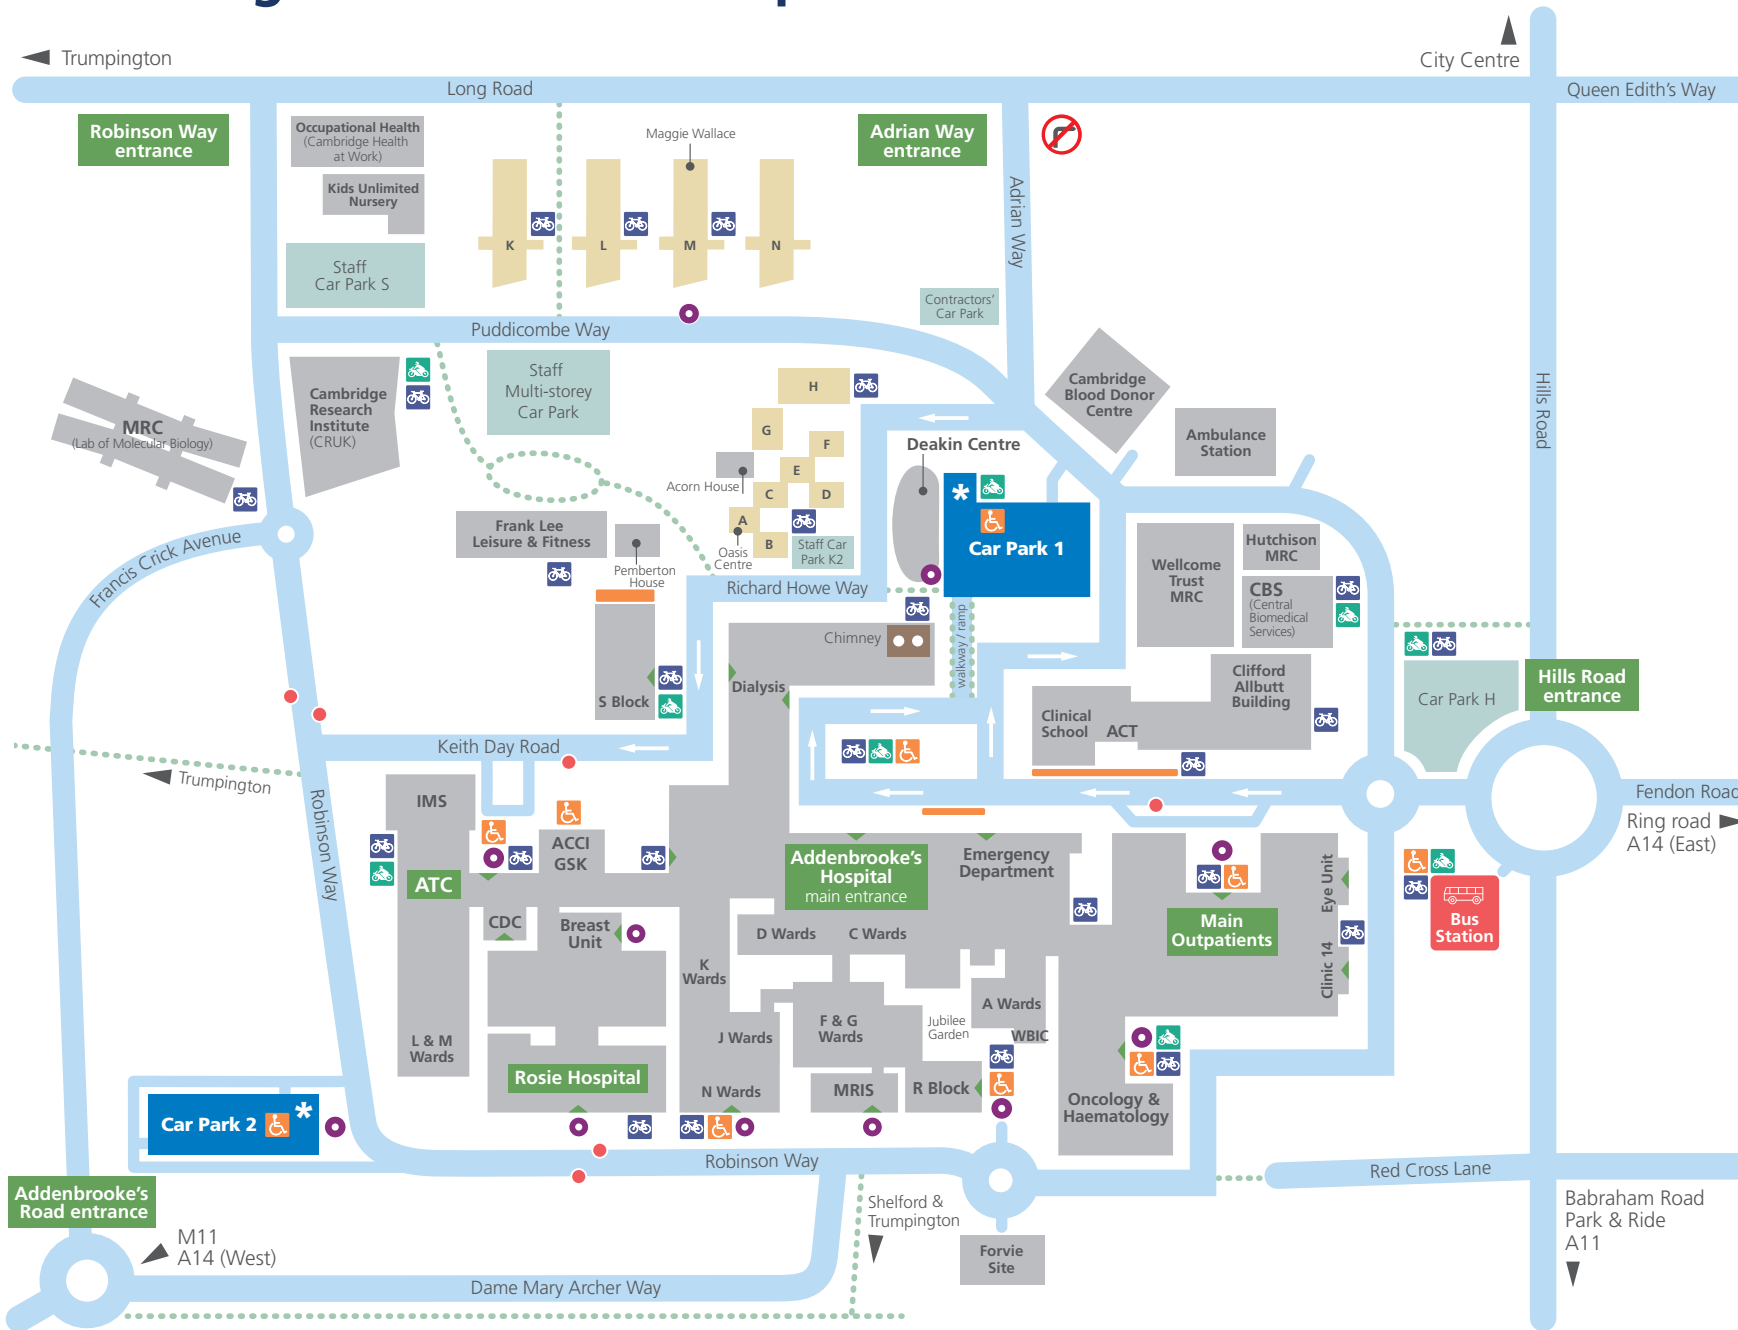 Trumpington
City Centre
Long Road
Queen Edith's Way
Robinson Way
entrance
Occupational Health
(Cambridge Health
at Work)
Maggie Wallace
Adrian Way
entrance
Kids Unlimited
Nursery
Adrian Way
K
L
M
N
Staff
Car Park S
Contractors'
Car Park
Puddicombe Way
Hills Road
Staff
Multi-storey
Car Park
Cambridge
Research
Institute
(CRUK)
MRC
(Lab of Molecular Biology)
Cambridge
Blood Donor
Centre
Ambulance
Station
H
G
F
E
C
D
A
B
Acorn House
Oasis
Centre
Staff Car
Park K2
Deakin Centre
*
Car Park 1
Frank Lee
Leisure & Fitness
Pemberton
House
Francis Crick Avenue
Richard Howe Way
Wellcome
Trust
MRC
Hutchison
MRC
CBS
(Central
Biomedical
Services)
Chimney
walkway / ramp
Dialysis
S Block
Clifford
Allbutt
Building
Clinical
School
ACT
Car Park H
Hills Road
entrance
Keith Day Road
Trumpington
Robinson Way
Fendon Road
Ring road
A14 (East)
IMS
ACCI
GSK
ATC
CDC
Breast
Unit
Addenbrooke's
Hospital
main entrance
Emergency
Department
Eye Unit
Main
Outpatients
Bus
Station
D Wards
C Wards
Clinic 14
K
Wards
A Wards
L & M
Wards
J Wards
F & G
Wards
Jubilee
Garden
WBIC
Rosie Hospital
N Wards
MRIS
R Block
Oncology &
Haematology
Car Park 2
*
Robinson Way
Red Cross Lane
Addenbrooke's
Road entrance
Shelford &
Trumpington
Babraham Road
Park & Ride
A11
M11
A14 (West)
Forvie
Site
Dame Mary Archer Way